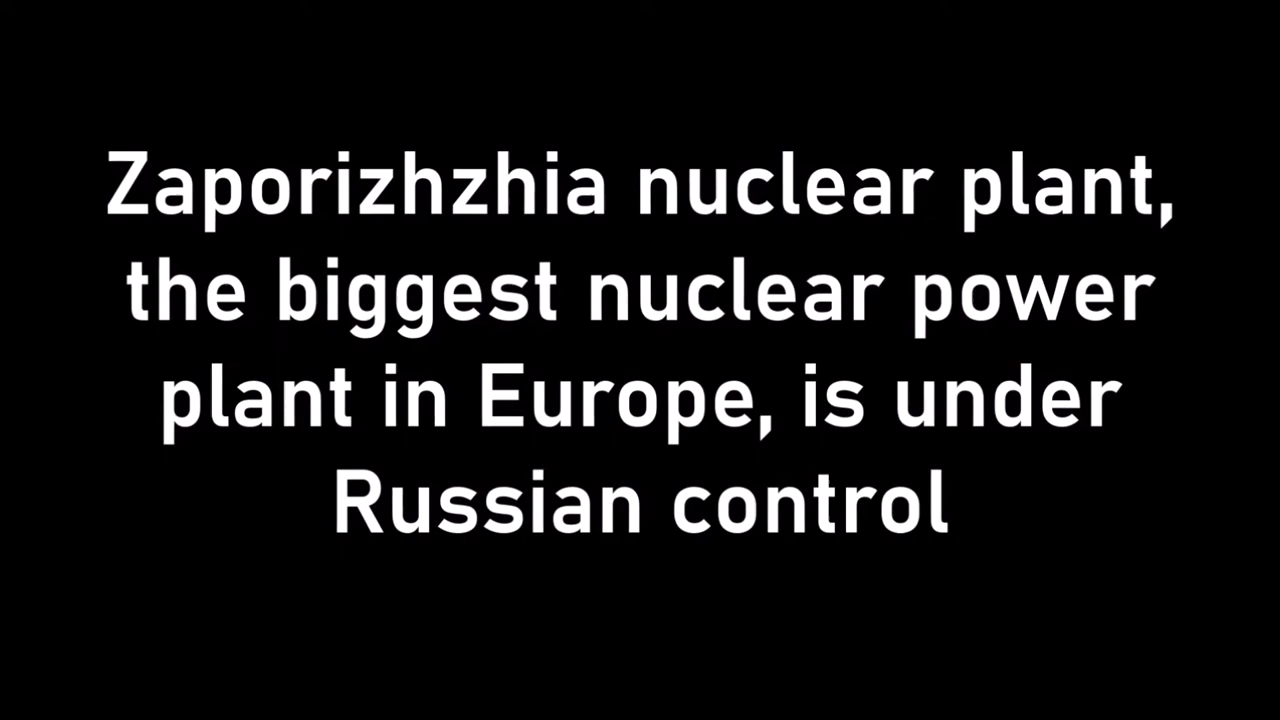 Zaporizhzhia nuclear plant,
the biggest nuclear power
plant in Europe, is under
Russian control